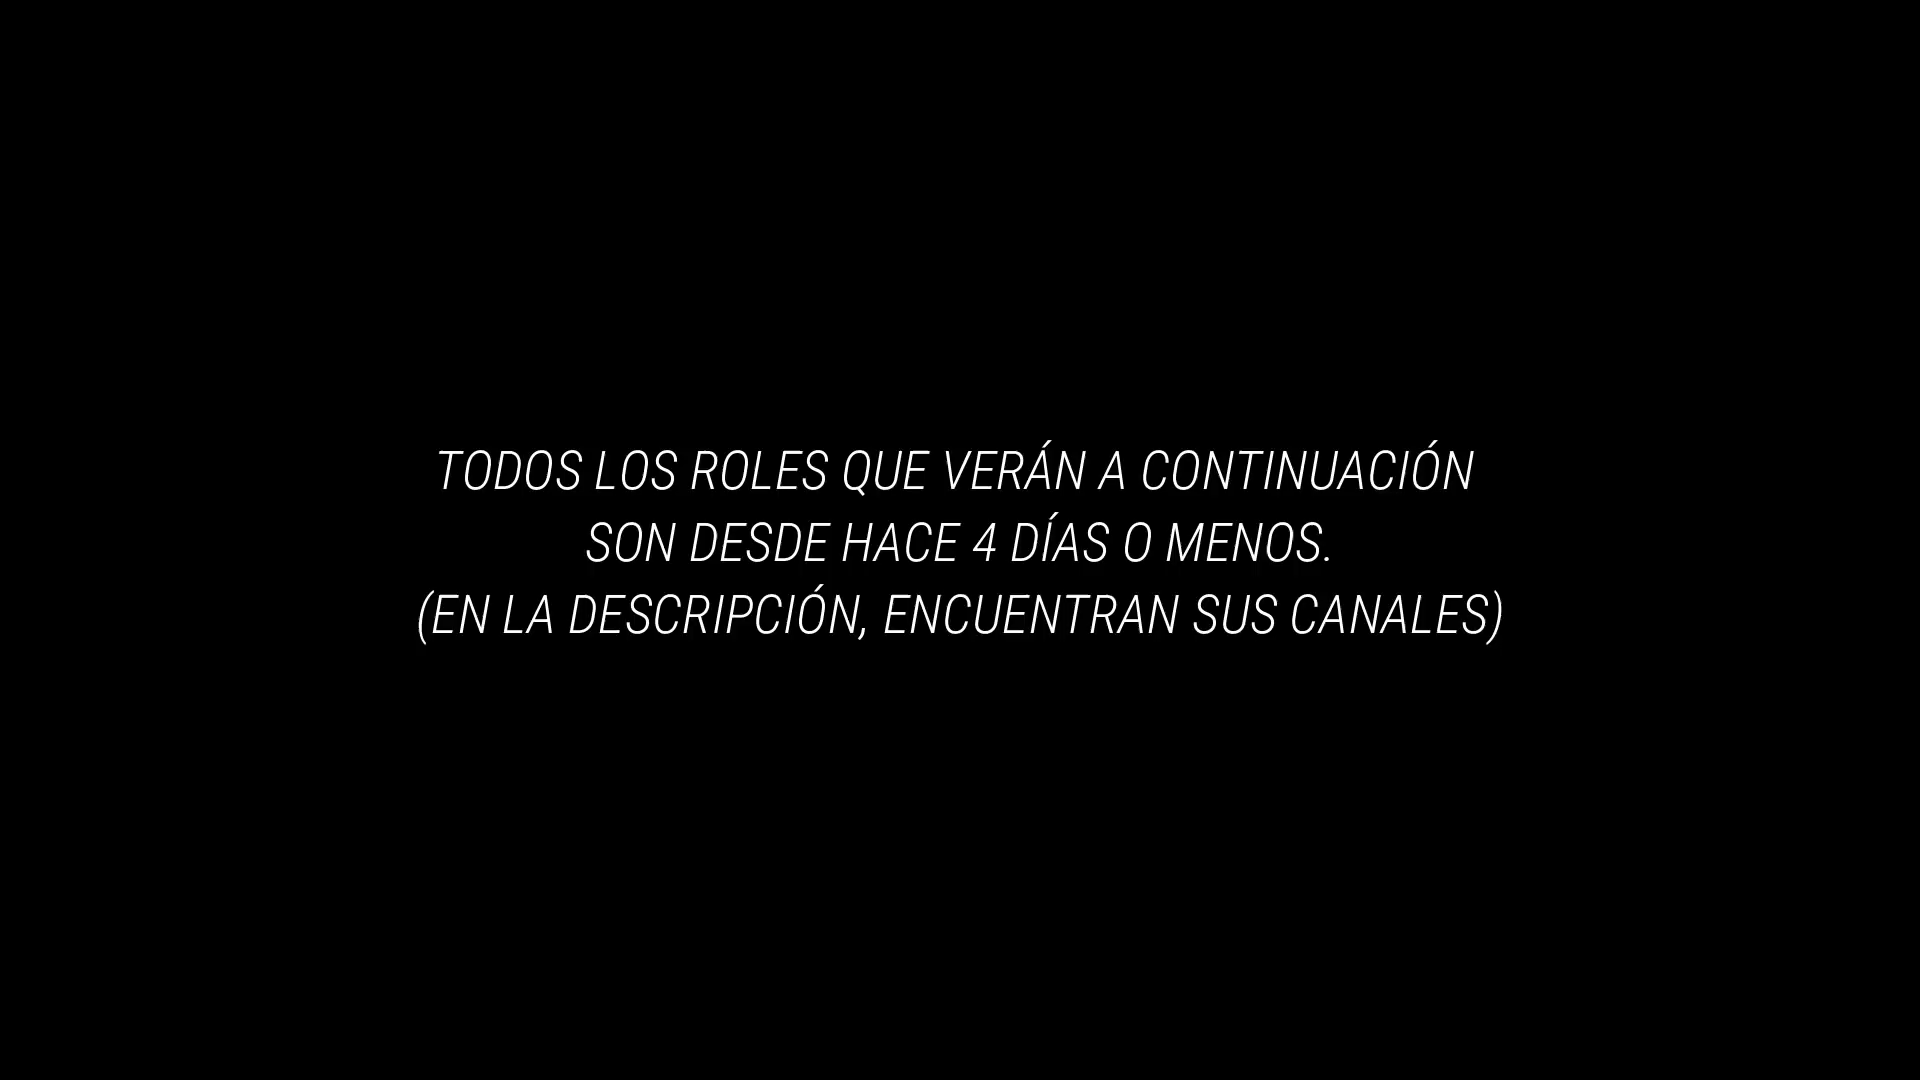 TODOS LOS ROLES QUE VERÁN A CONTINUACIÓN
SON DESDE HACE 4 DÍAS O MENOS.
(EN LA DESCRIPCIÓN, ENCUENTRAN SUS CANALES)